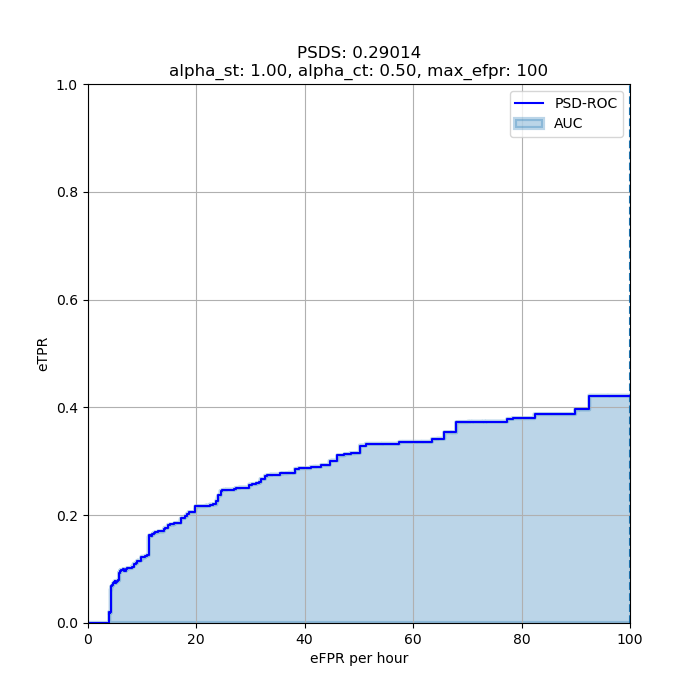 PSDS: 0.29014
alpha_st: 1.00, alpha_ct: 0.50, max_efpr: 100
PSD-ROC
AUC
1.0
0.8
0.6
0.4
0.2
0.0
eTPR
0 20 40 60 80 100
eFPR per hour